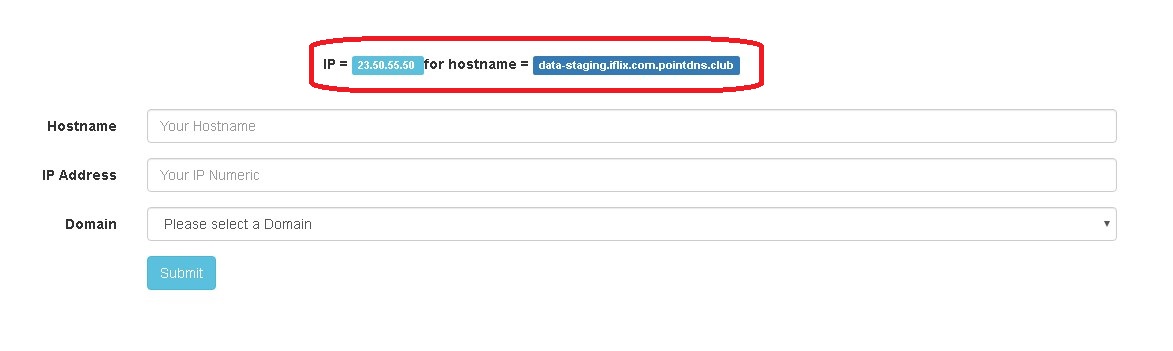 IP = 23.50.55.50 for hostname = data-staging.iflix.com.pointdns.club
Hostname Your Hostname
IP Address Your IP Numeric
Domain Please select a Domain
Submit